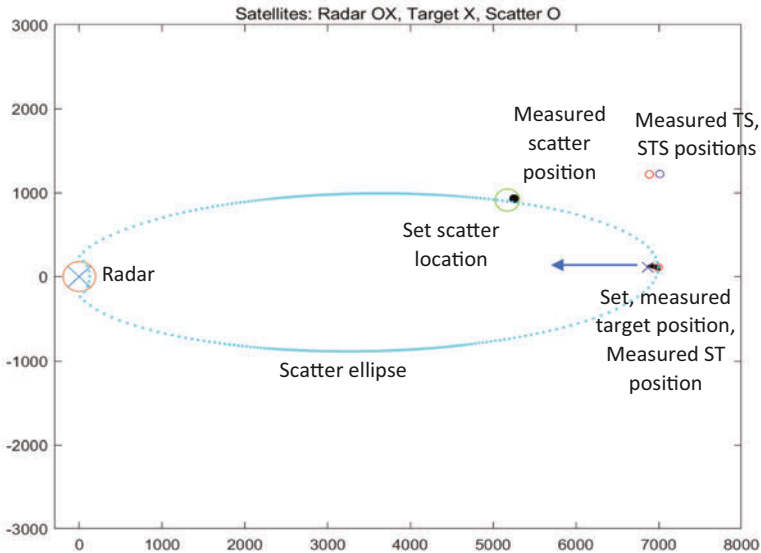 Satellites: Radar OX, Target X, Scatter O
3000
2000
1000
0
-1000
-2000
-3000
Measured
scatter
position
Measured TS,
STS positions
Set scatter
location
Radar
Set, measured
target position,
Measured ST
position
Scatter ellipse
0
1000
2000
3000
4000
5000
6000
7000
8000